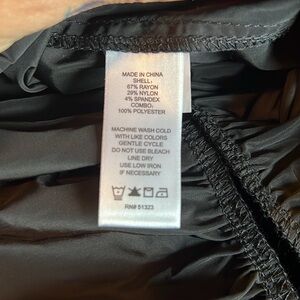 MADE IN CHINA
SHELL:
67% RAYON
29% NYLON
4% SPANDEX
COMBO:
100% POLYESTER
MACHINE WASH COLD
WITH LIKE COLORS
GENTLE CYCLE
DO NOT USE BLEACH
LINE DRY
USE LOW IRON
IF NECESSARY
RN# 51323